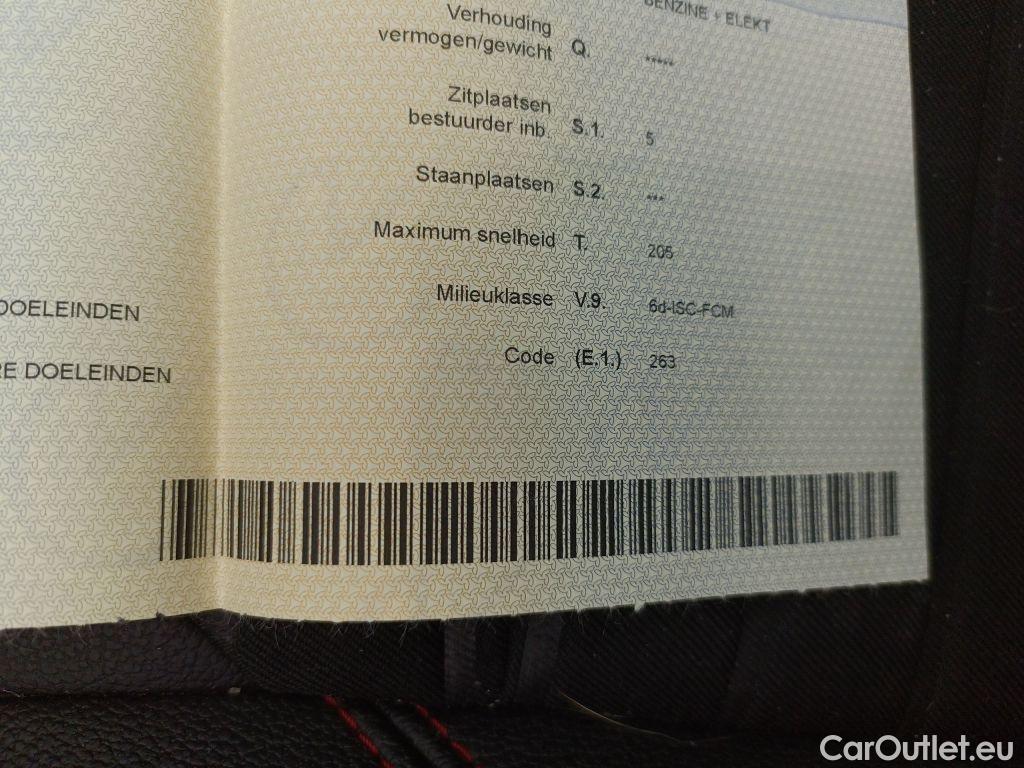 BENZINE + ELEKT
Verhouding
vermogen/gewicht Q. *****
Zitplaatsen
bestuurder inb. S.1. 5
Staanplaatsen S.2. ***
Maximum snelheid T. 205
Milieuklasse V.9. 6d-ISC-FCM
DOELEINDEN
Code (E.1.) 263
RE DOELEINDEN
CarOutlet.eu